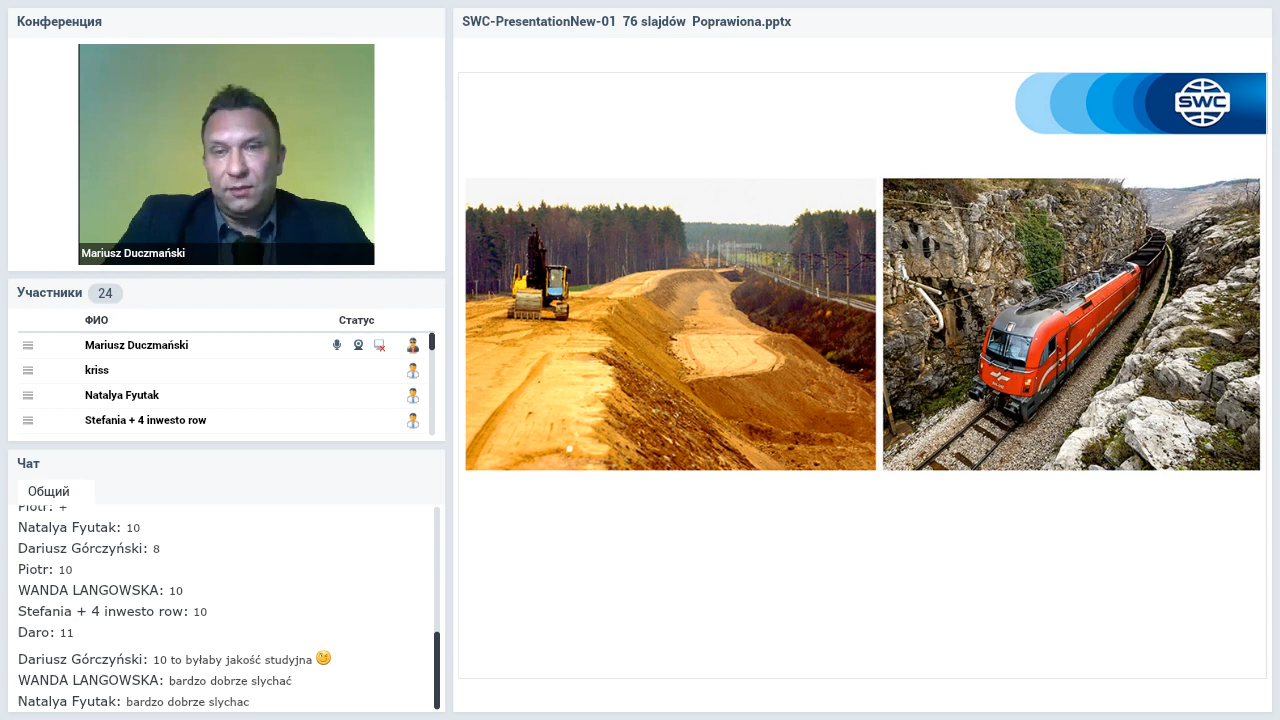 Конференция
Mariusz Duczmański
Участники 24
ФИО Статус
Mariusz Duczmański
kriss
Natalya Fyutak
Stefania + 4 inwesto row
Чат
Общий
Piotr: +
Natalya Fyutak: 10
Dariusz Górczyński: 8
Piotr: 10
WANDA LANGOWSKA: 10
Stefania + 4 inwesto row: 10
Daro: 11
Dariusz Górczyński: 10 to byłaby jakość studyjna
WANDA LANGOWSKA: bardzo dobrze slychać
Natalya Fyutak: bardzo dobrze slychac
SWC-PresentationNew-01 76 slajdów Poprawiona.pptx
SWC